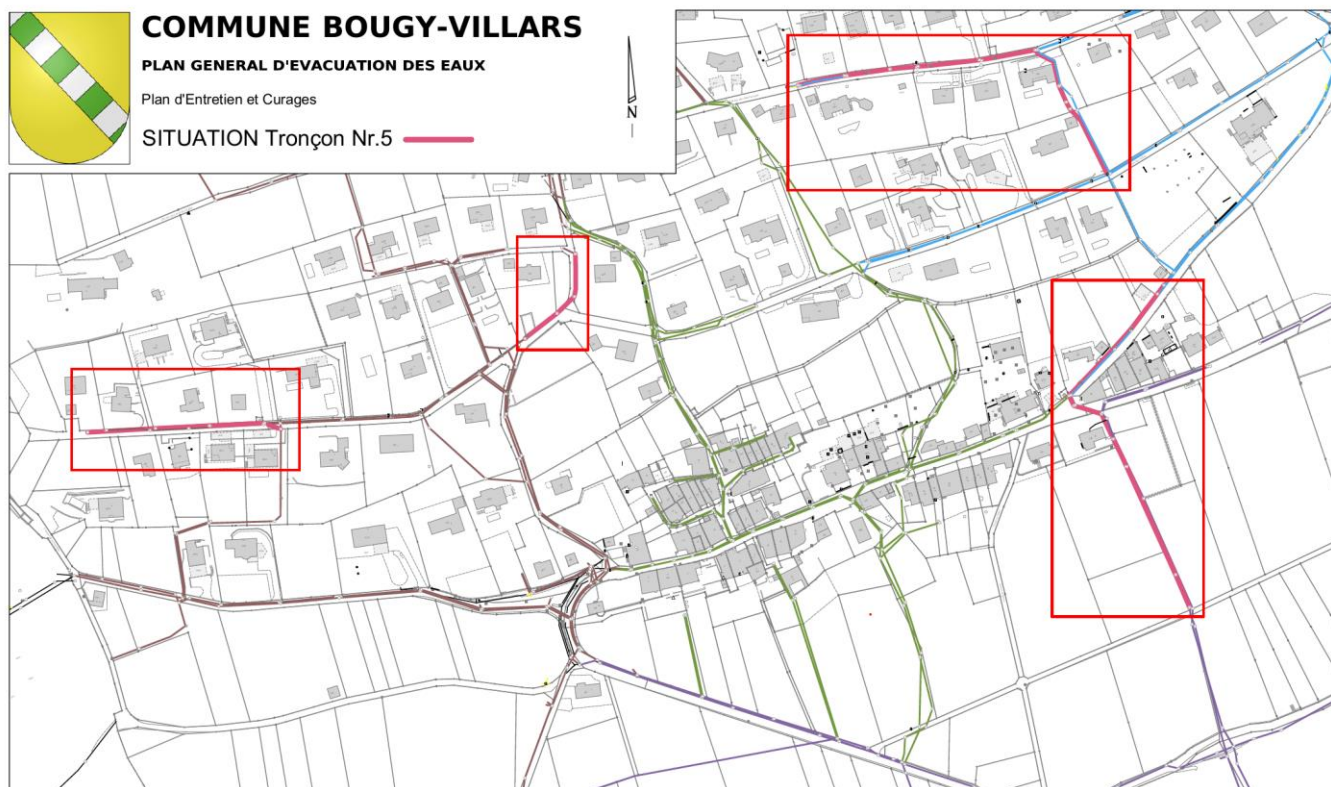 COMMUNE BOUGY-VILLARS
PLAN GENERAL D'EVACUATION DES EAUX
Plan d'Entretien et Curages
SITUATION Tronçon Nr.5
N